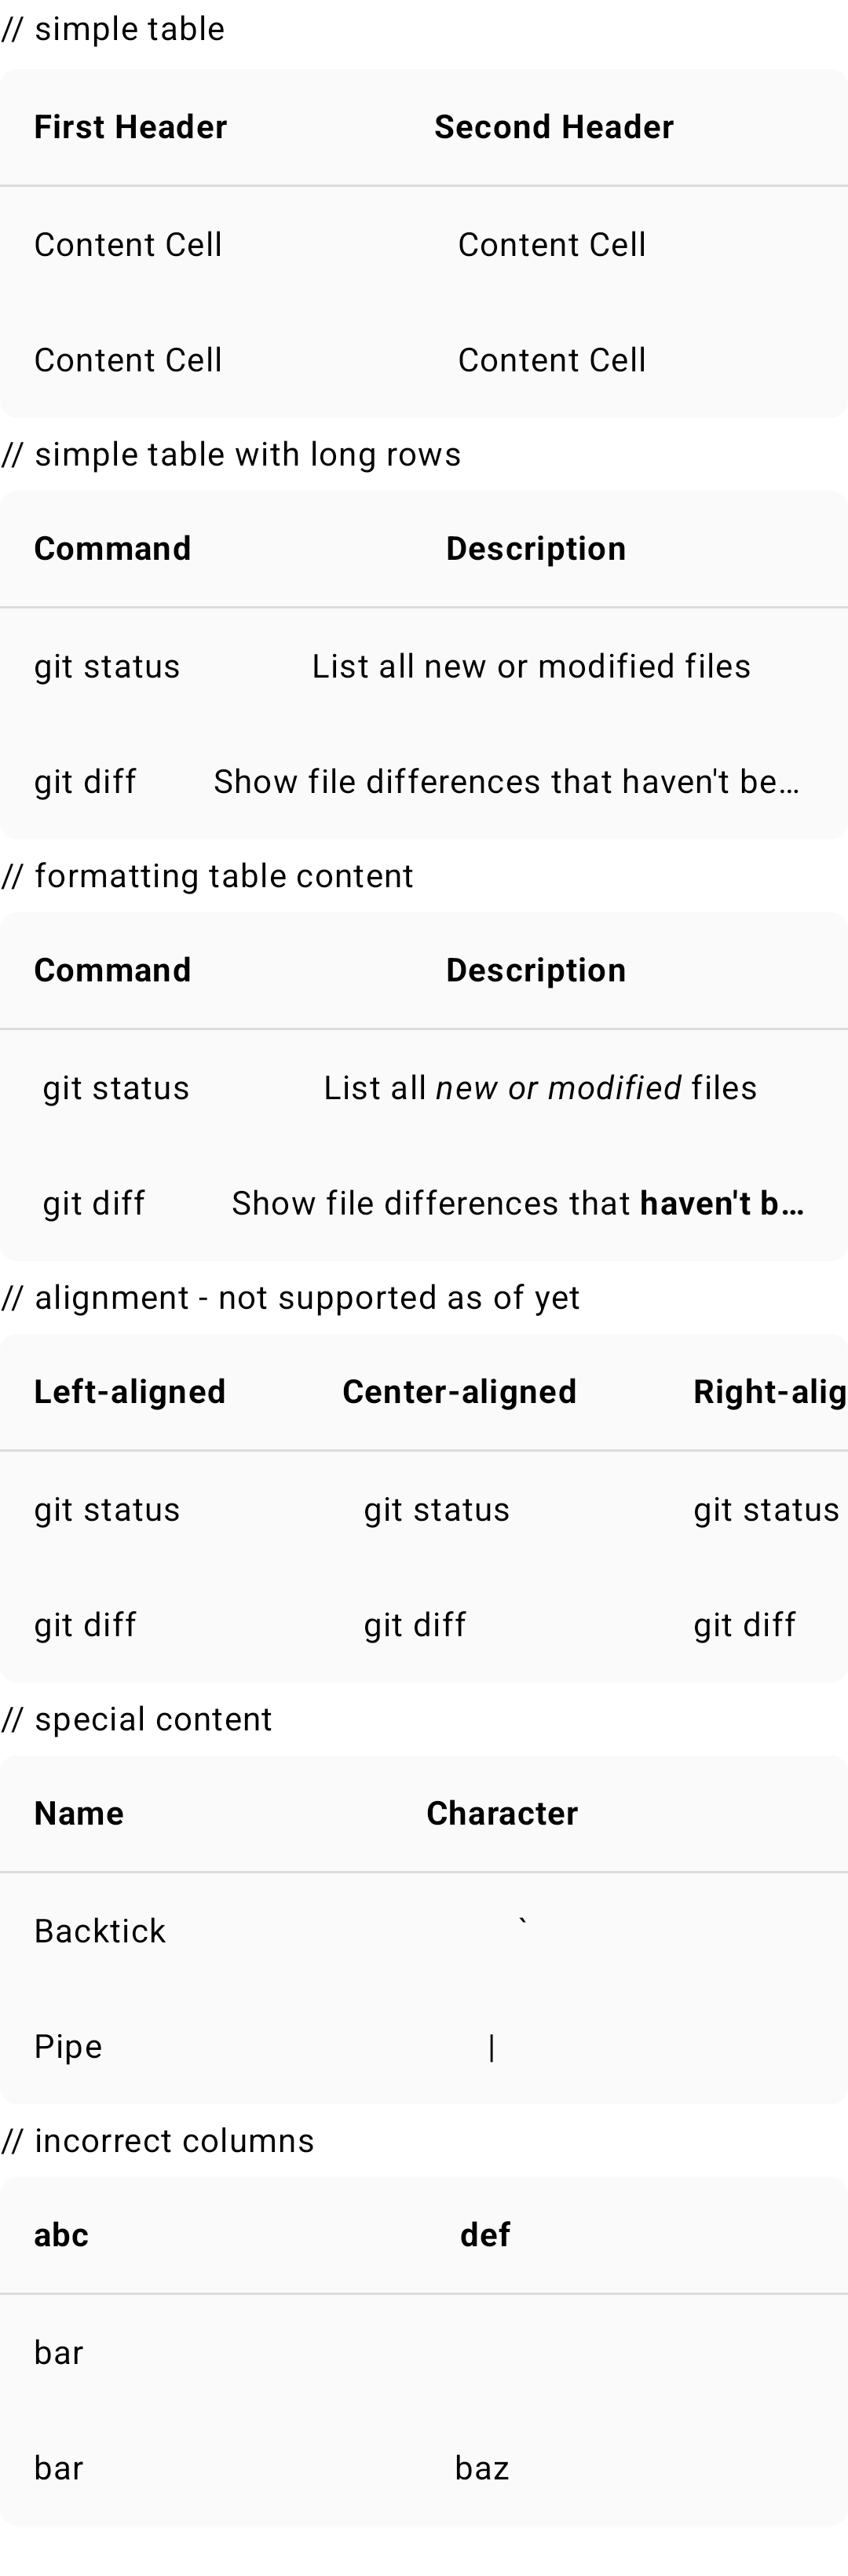 // simple table
First Header Second Header
Content Cell Content Cell
Content Cell Content Cell
// simple table with long rows
Command Description
git status List all new or modified files
git diff Show file differences that haven't be…
// formatting table content
Command Description
git status List all new or modified files
git diff Show file differences that haven't b…
// alignment - not supported as of yet
Left-aligned Center-aligned Right-alig
git status git status git status
git diff git diff git diff
// special content
Name Character
Backtick `
Pipe |
// incorrect columns
abc def
bar
bar baz